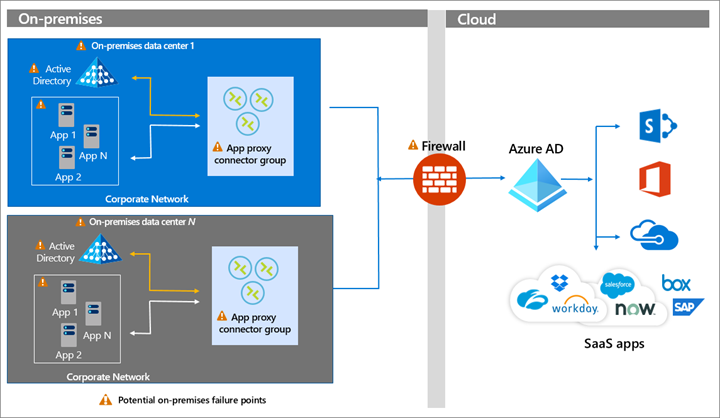 On-premises
Cloud
On-premises data center 1
Active
Directory
App 1
App N
App 2
App proxy
connector group
Corporate Network
On-premises data center N
Active
Directory
App 1
App N
App 2
App proxy
connector group
Corporate Network
Potential on-premises failure points
Firewall
Azure AD
S
salesforce
box
workday.
now
SAP
SaaS apps